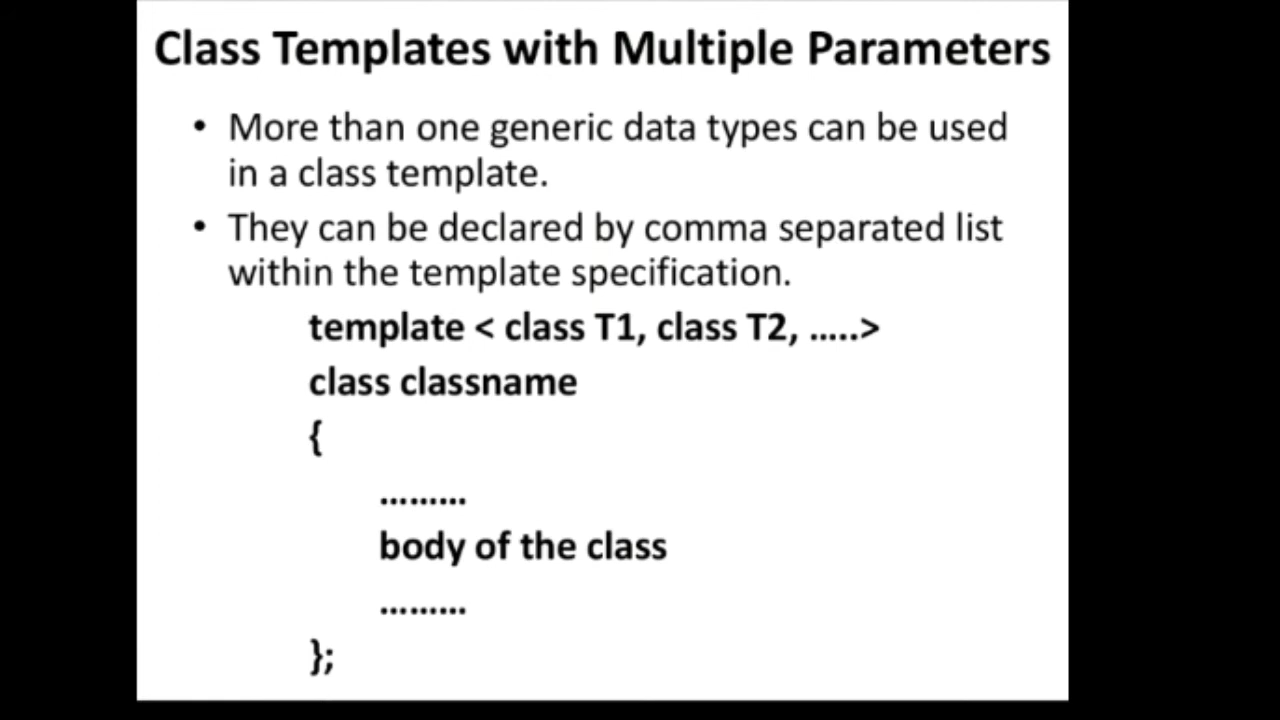 Class Templates with Multiple Parameters
• More than one generic data types can be used
in a class template.
• They can be declared by comma separated list
within the template specification.
template < class T1, class T2, …..>
class classname
{
………
body of the class
………
};